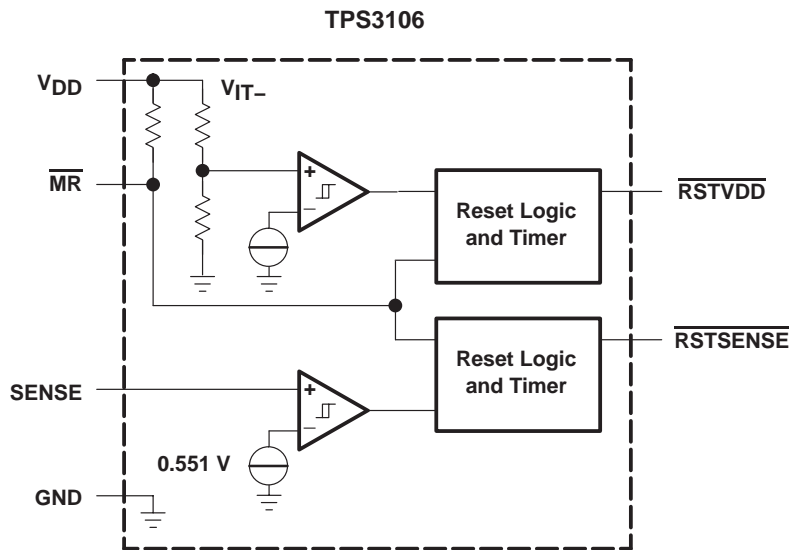 TPS3106
VDD
VIT–
MR
+
–
Reset Logic
and Timer
RSTVDD
Reset Logic
and Timer
RSTSENSE
SENSE
+
–
0.551 V
GND